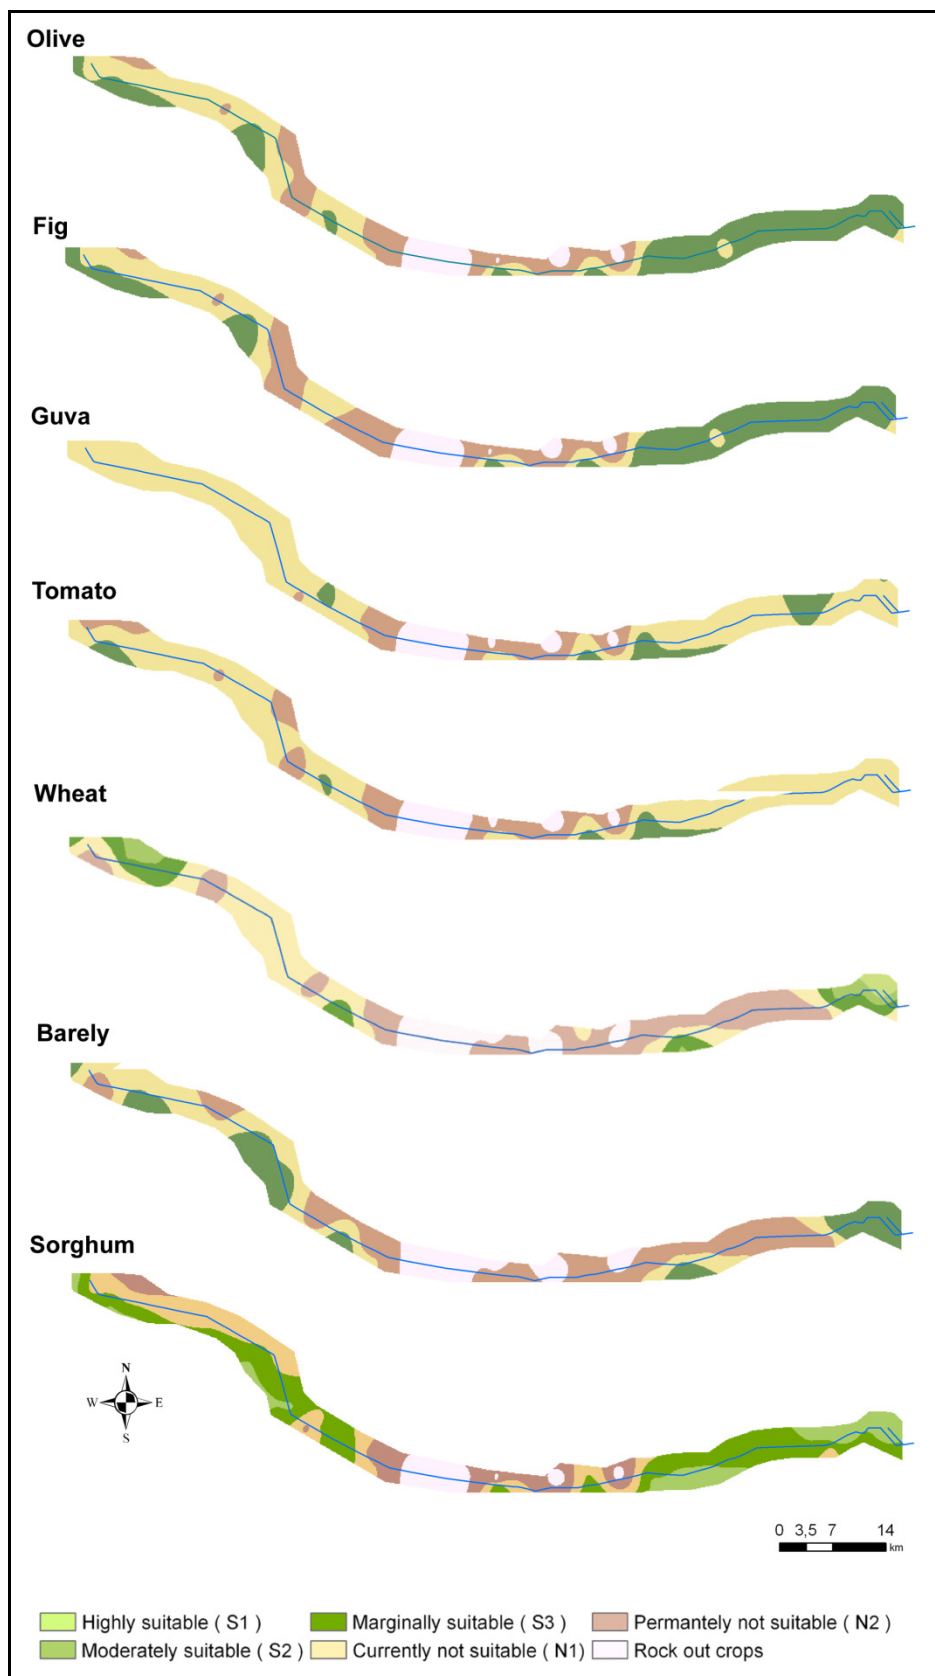 Olive
Fig
Guva
Tomato
Wheat
Barely
Sorghum
N
W E
S
0 3,5 7 14
km
Highly suitable ( S1 )
Marginally suitable ( S3 )
Permantely not suitable ( N2 )
Moderately suitable ( S2 )
Currently not suitable ( N1)
Rock out crops